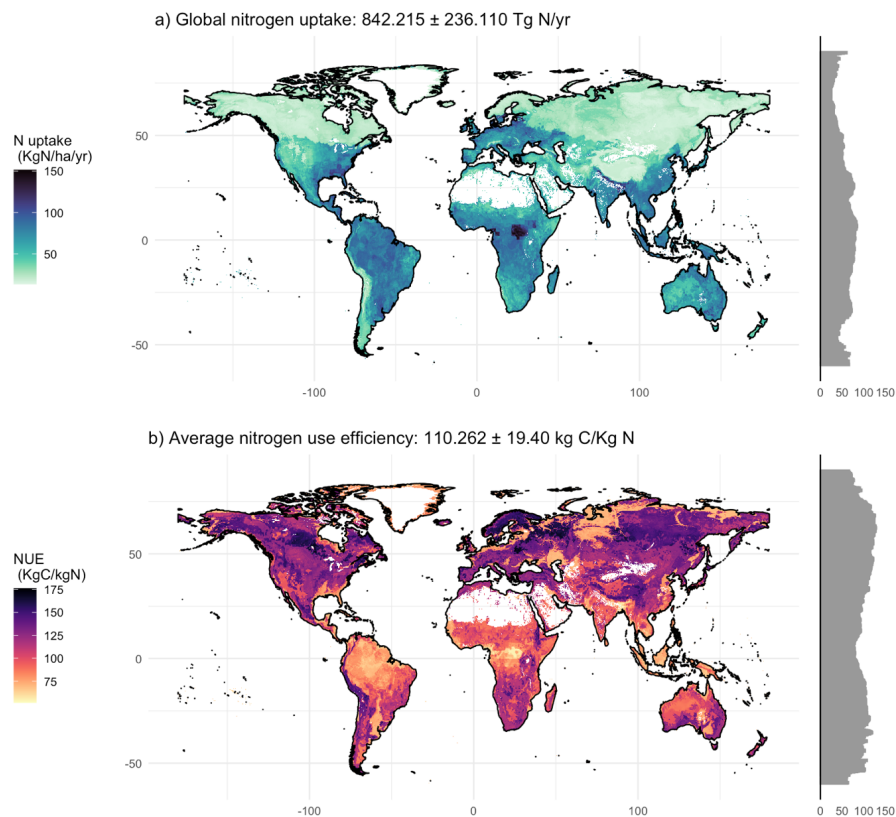 a) Global nitrogen uptake: 842.215 ± 236.110 Tg N/yr
N uptake
(KgN/ha/yr)
150
100
50
50
0
-50
-100 0 100
0 50 100 150
b) Average nitrogen use efficiency: 110.262 ± 19.40 kg C/Kg N
NUE
(KgC/kgN)
175
150
125
100
75
50
0
-50
-100 0 100
0 50 100 150